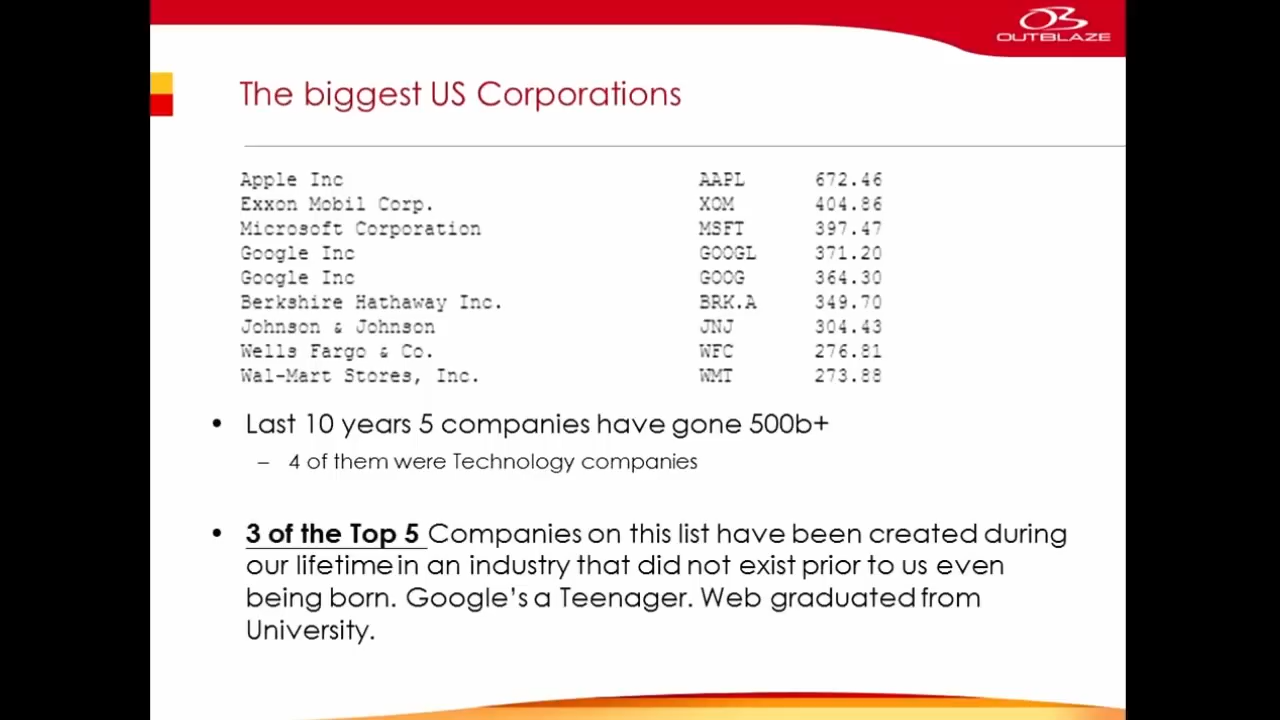 OUTBLAZE
The biggest US Corporations
Apple Inc AAPL 672.46
Exxon Mobil Corp. XOM 404.86
Microsoft Corporation MSFT 397.47
Google Inc GOOGL 371.20
Google Inc GOOG 364.30
Berkshire Hathaway Inc. BRK.A 349.70
Johnson & Johnson JNJ 304.43
Wells Fargo & Co. WFC 276.81
Wal-Mart Stores, Inc. WMT 273.88
• Last 10 years 5 companies have gone 500b+
– 4 of them were Technology companies
• 3 of the Top 5 Companies on this list have been created during
our lifetime in an industry that did not exist prior to us even
being born. Google's a Teenager. Web graduated from
University.